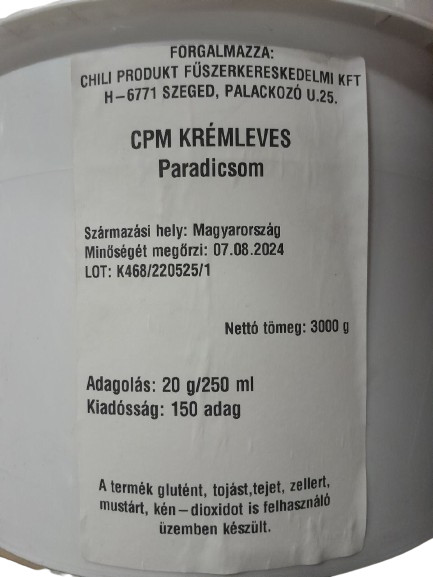 FORGALMAZZA:
CHILI PRODUKT FŰSZERKERESKEDELMI KFT
H-6771 SZEGED, PALACKOZÓ U.25.
CPM KRÉMLEVES
Paradicsom
Származási hely: Magyarország
Minőségét megőrzi: 07.08.2024
LOT: K468/220525/1
Nettó tömeg: 3000 g
Adagolás: 20 g/250 ml
Kiadósság: 150 adag
A termék glutént, tojást,tejet, zellert,
mustárt, kén-dioxidot is felhasználó
üzemben készült.